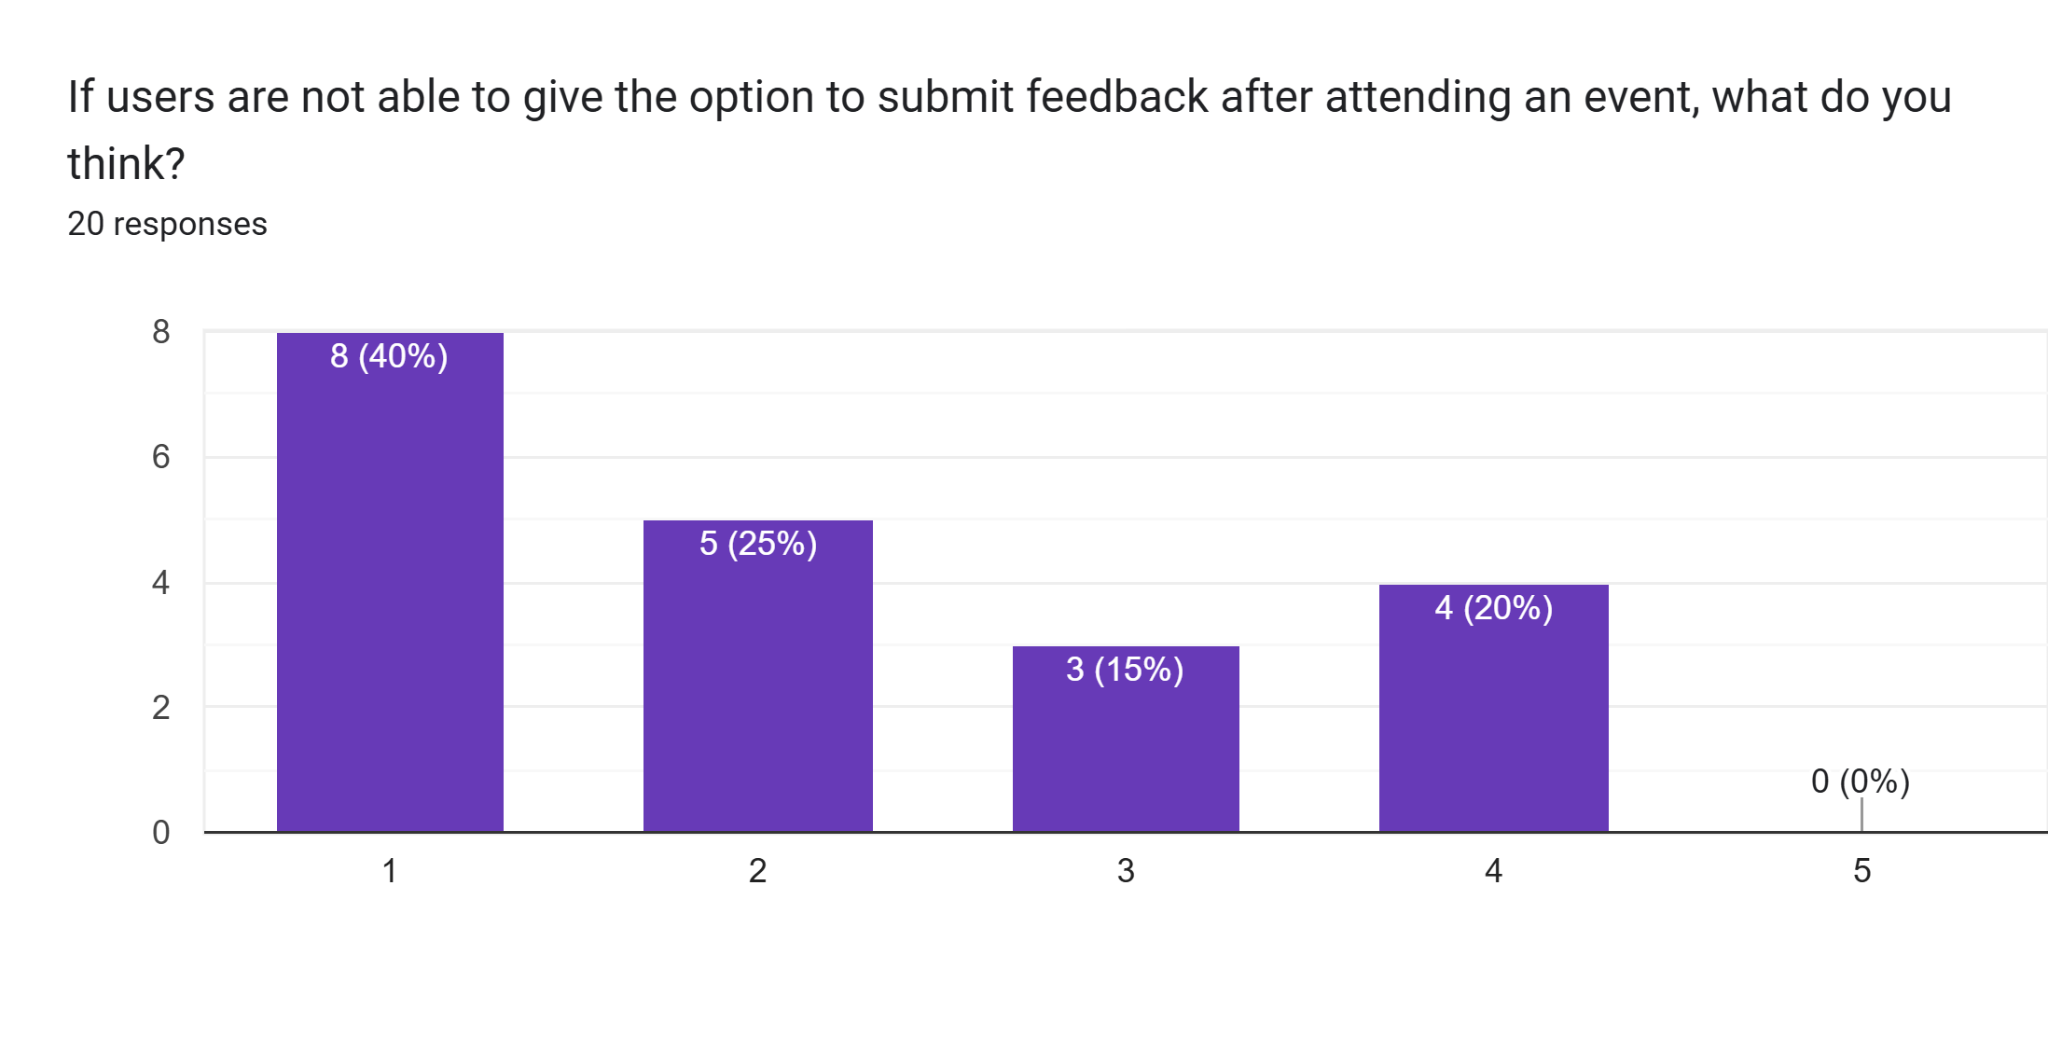 If users are not able to give the option to submit feedback after attending an event, what do you
think?
20 responses
8
8 (40%)
6
5 (25%)
4
4 (20%)
3 (15%)
2
0 (0%)
0
1 2 3 4 5